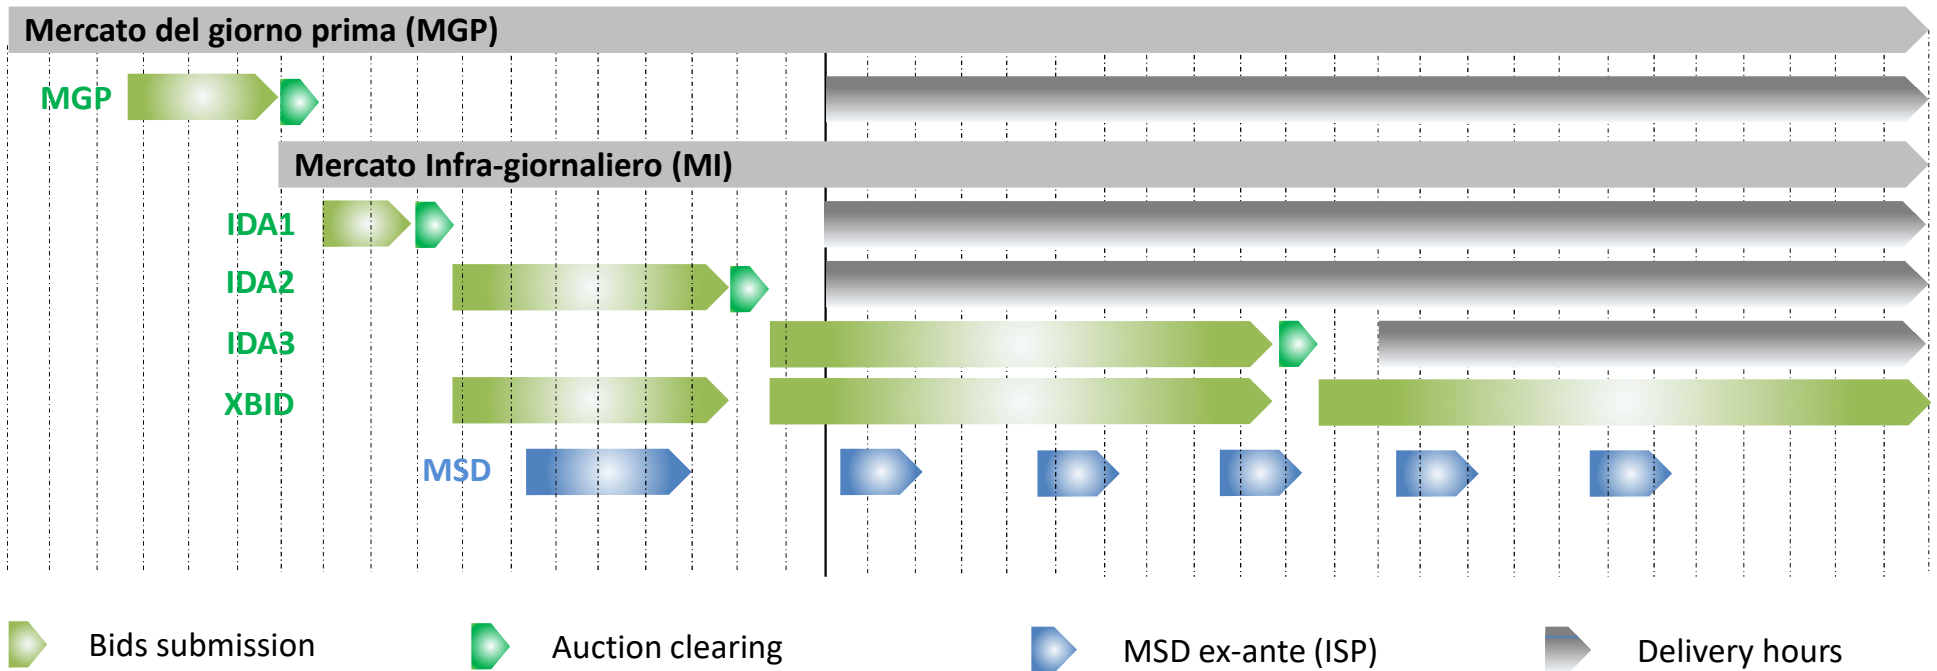 Mercato del giorno prima (MGP)
MGP
Mercato Infra-giornaliero (MI)
IDA1
IDA2
IDA3
XBID
MSD
Bids submission
Auction clearing
MSD ex-ante (ISP)
Delivery hours